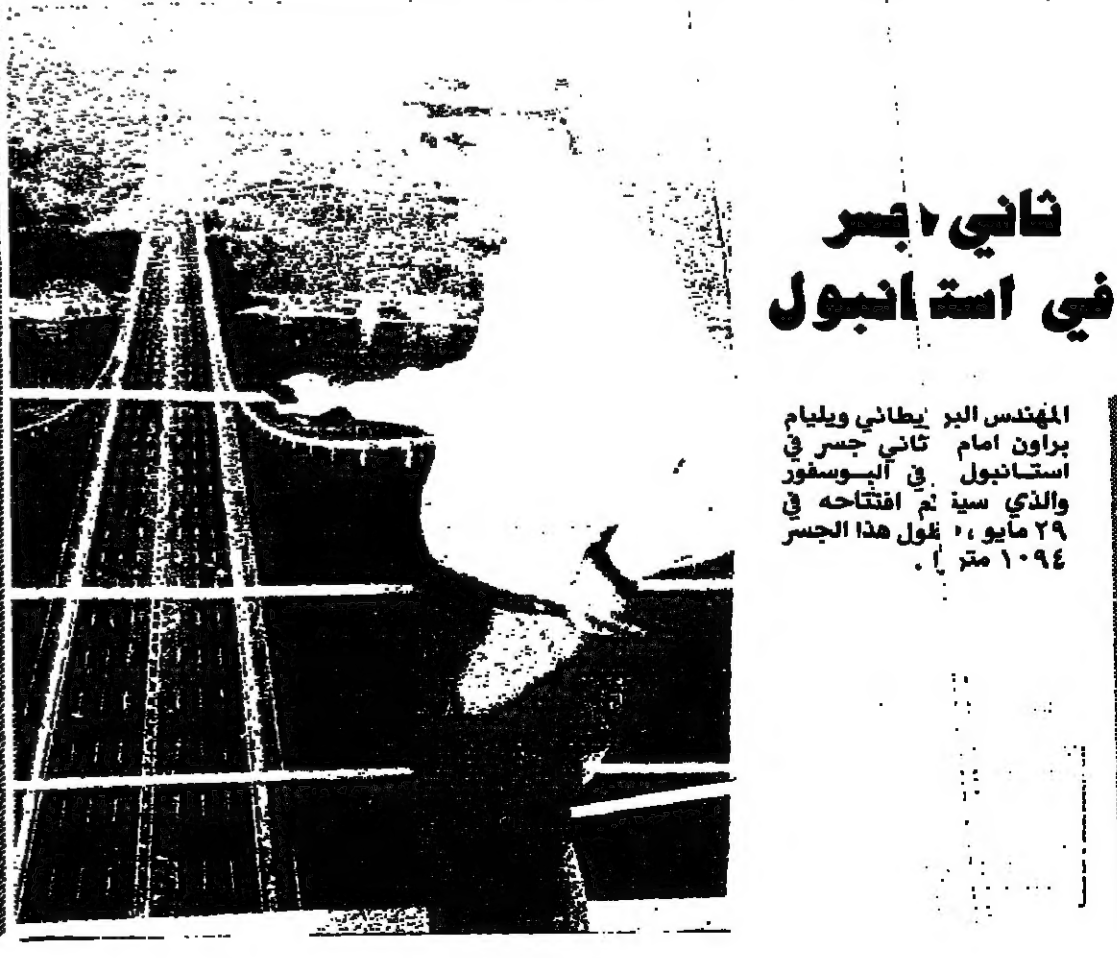 ثاني جسر
في استانبول
المهندس البريطاني ويليام
براون امام ثاني جسر في
استانبول في البوسفور
والذي سيتم افتتاحه في
٢٩ مايو ، طول هذا الجسر
١٠٩٤ مترا .